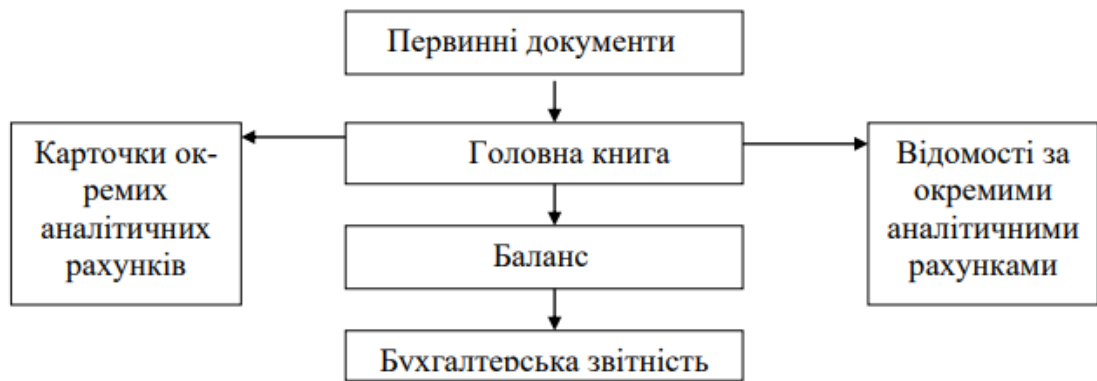 Первинні документи
Карточки ок-
ремих
аналітичних
рахунків
Головна книга
Відомості за
окремими
аналітичними
рахунками
Баланс
Бухгалтерська звітність